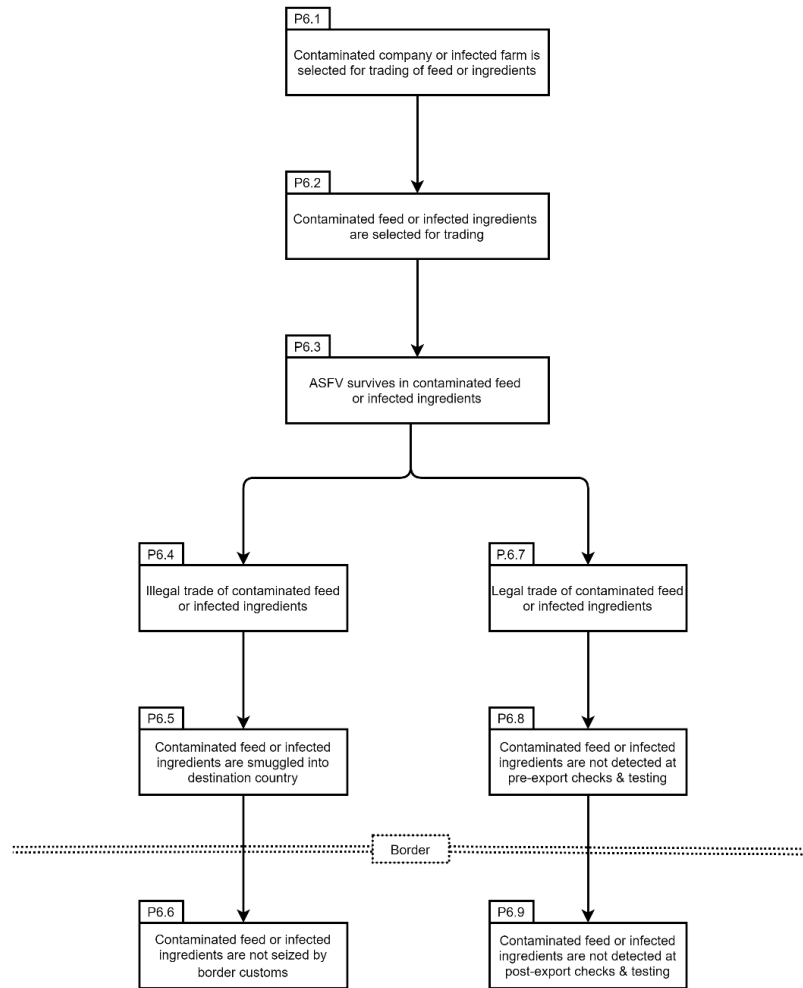 P6.1
Contaminated company or infected farm is
selected for trading of feed or ingredients
P6.2
Contaminated feed or infected ingredients
are selected for trading
P6.3
ASFV survives in contaminated feed
or infected ingredients
P6.4
Illegal trade of contaminated feed
or infected ingredients
P.6.7
Legal trade of contaminated feed
or infected ingredients
P6.5
Contaminated feed or infected
ingredients are smuggled into
destination country
P6.8
Contaminated feed or infected
ingredients are not detected at
pre-export checks & testing
Border
P6.6
Contaminated feed or infected
ingredients are not seized by
border customs
P6.9
Contaminated feed or infected
ingredients are not detected at
post-export checks & testing